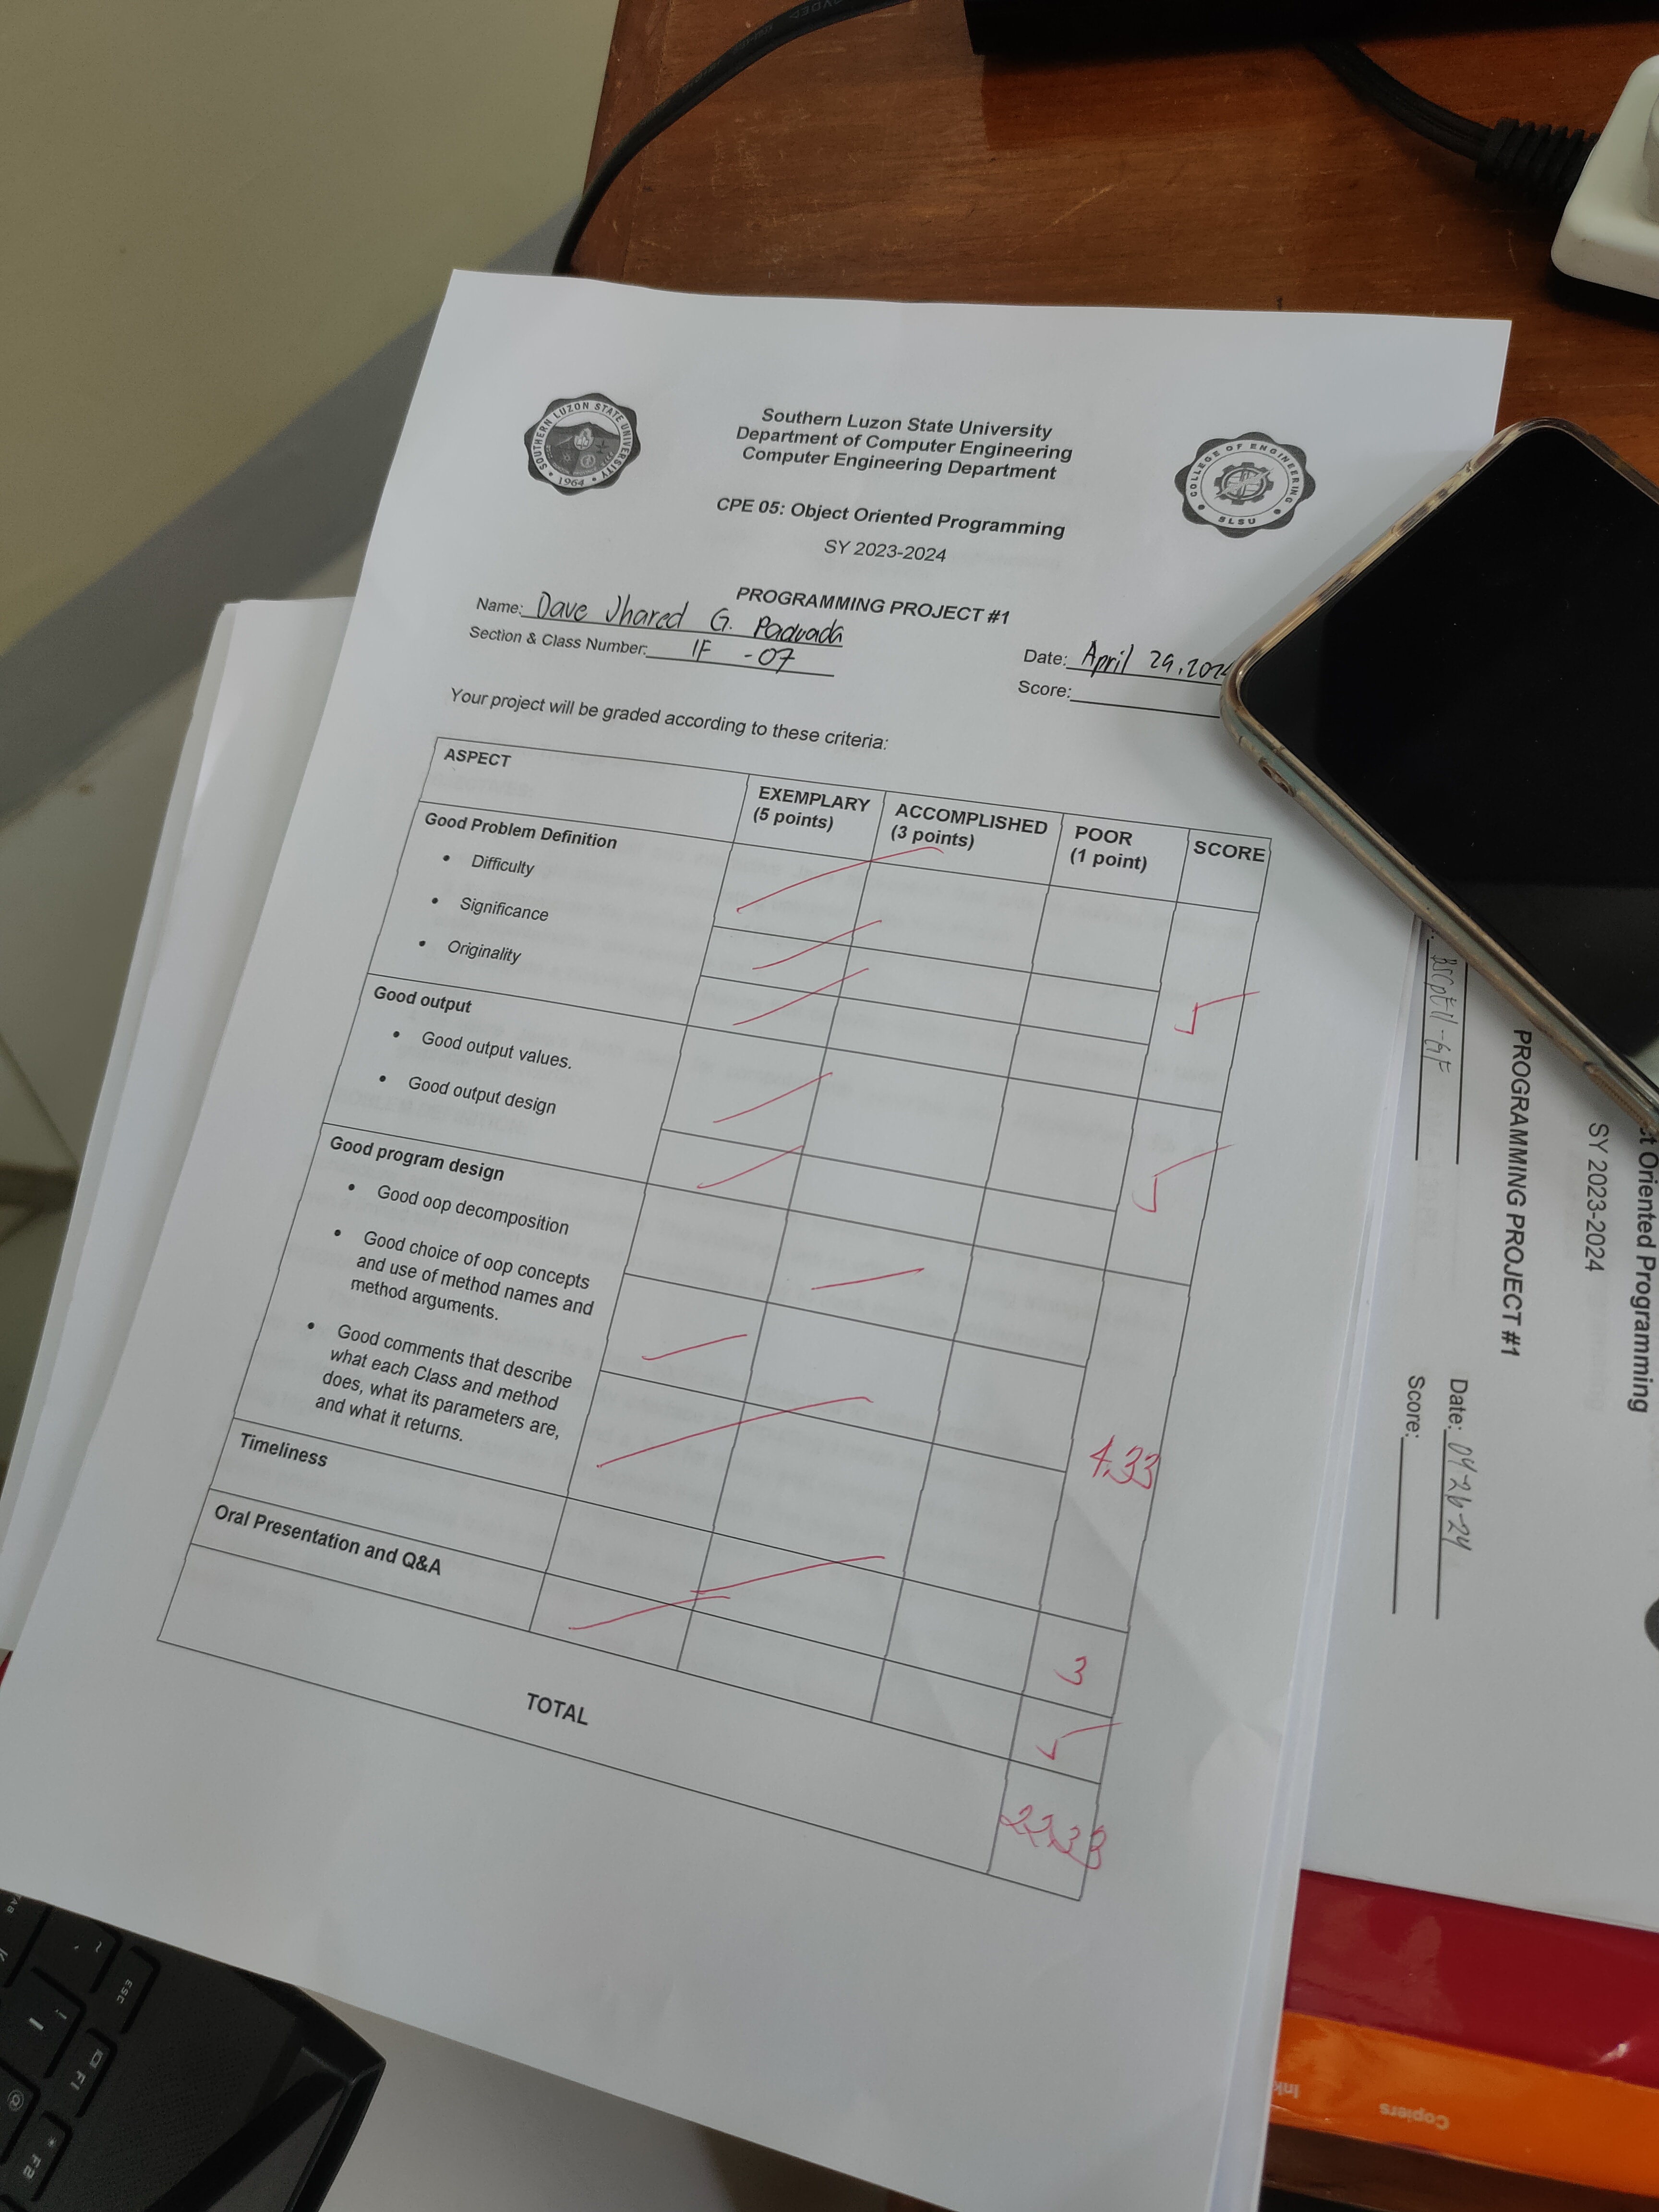 SOUTHERN LUZON STATE UNIVERSITY
1964
Southern Luzon State University
Department of Computer Engineering
Computer Engineering Department
COLLEGE OF ENGINEERING
SLSU
CPE 05: Object Oriented Programming
SY 2023-2024
PROGRAMMING PROJECT #1
Name: Dave Jhared G. Paduada
Section & Class Number: IF -07
Date: April 29, 2024
Score:
Your project will be graded according to these criteria:
ASPECT EXEMPLARY (5 points) ACCOMPLISHED (3 points) POOR (1 point) SCORE
Good Problem Definition
• Difficulty
• Significance
• Originality
5
Good output
• Good output values.
• Good output design
5
Good program design
• Good oop decomposition
• Good choice of oop concepts
and use of method names and
method arguments.
• Good comments that describe
what each Class and method
does, what its parameters are,
and what it returns.
4.33
Timeliness
3
Oral Presentation and Q&A
5
TOTAL
22.33
t Oriented Programming
SY 2023-2024
PROGRAMMING PROJECT #1
Date: 04-26-24
Score:
ESC
F1
F2
Copiers
Ink